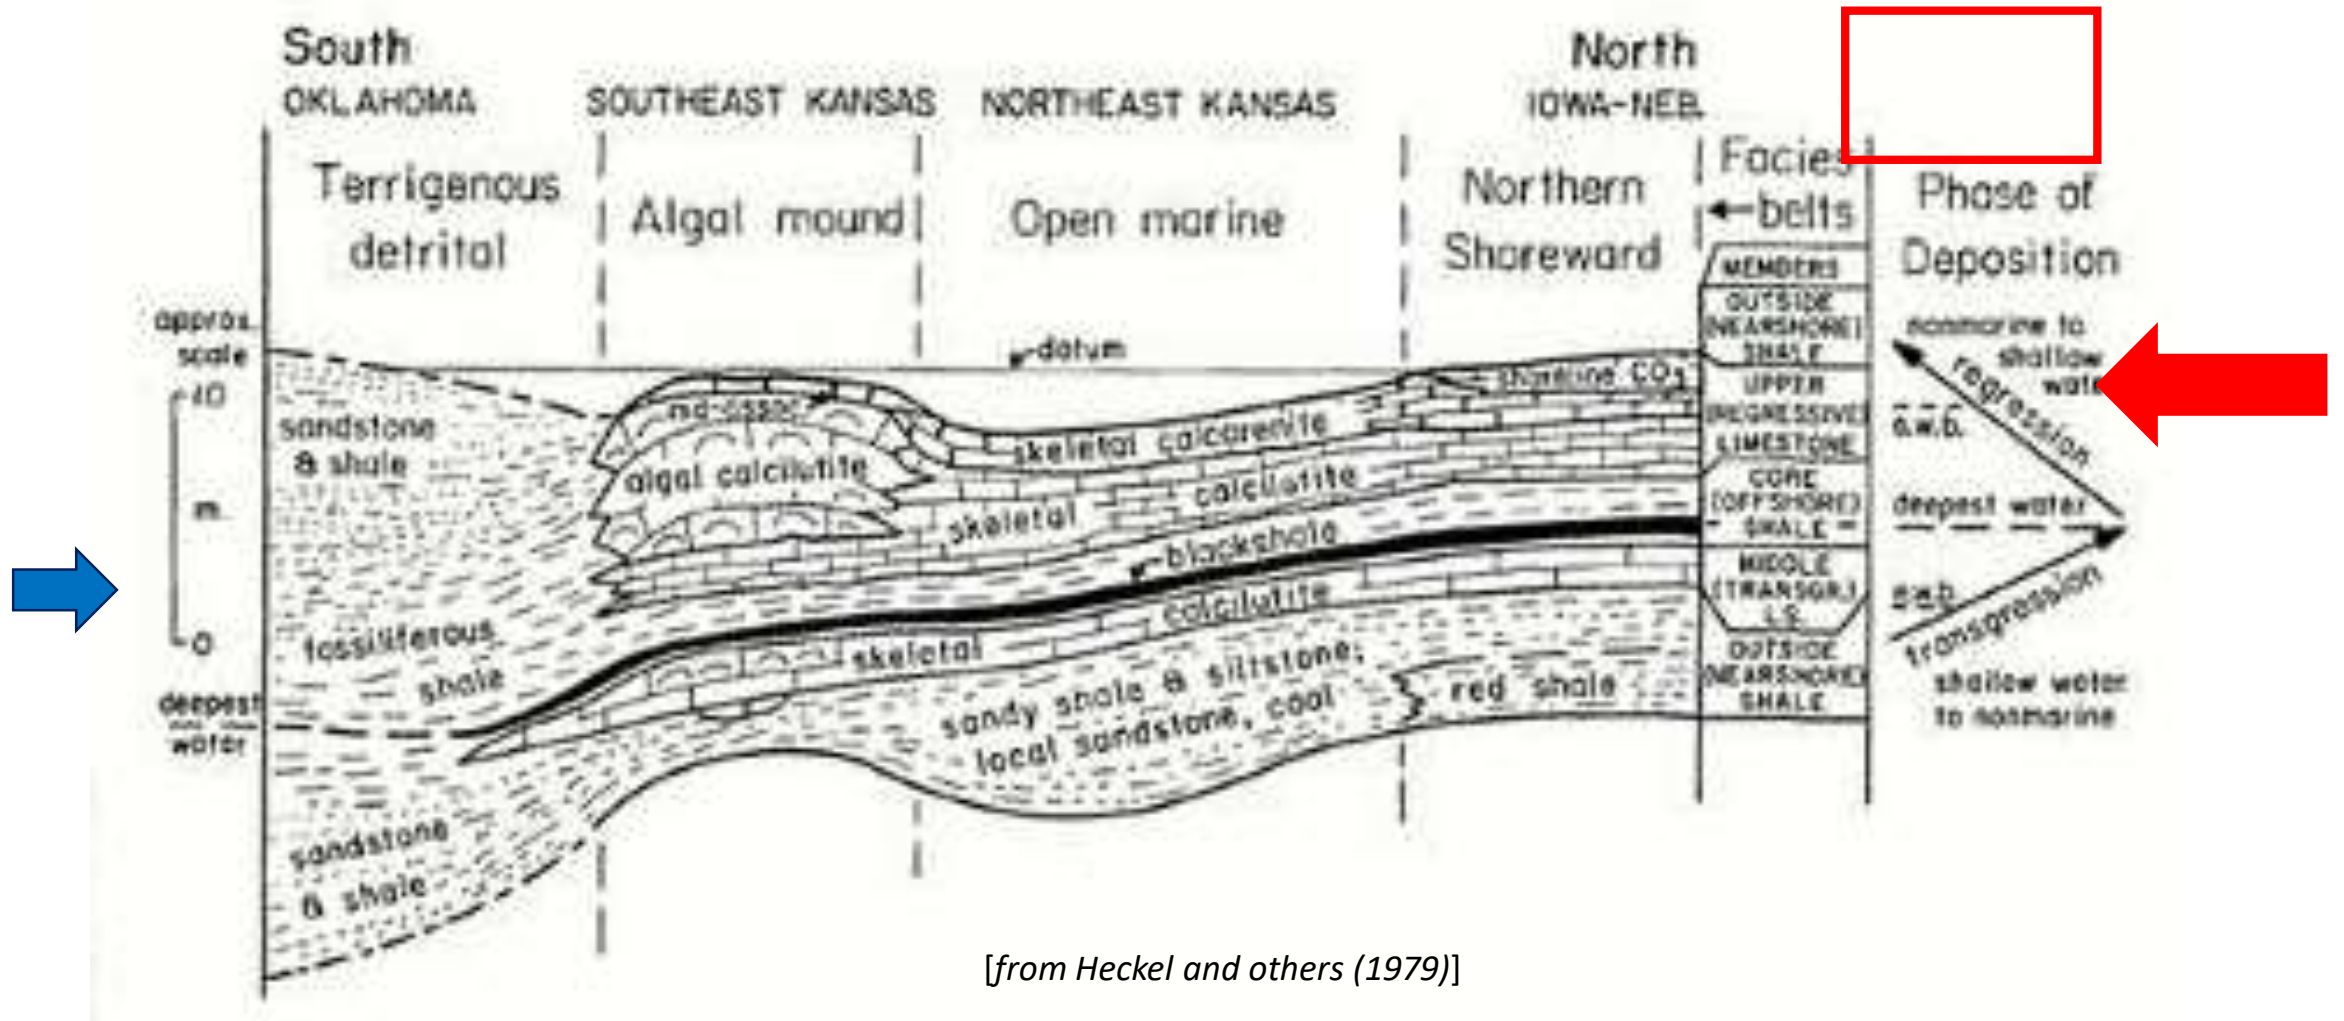 South
OKLAHOMA
SOUTHEAST KANSAS
NORTHEAST KANSAS
North
IOWA-NEB.
Terrigenous
detrital
Algal mound
Open marine
Northern
Shoreward
Facies
belts
Phase of
Deposition
MEMBERS
OUTSIDE
(NEARSHORE)
SHALE
UPPER
(REGRESSIVE)
LIMESTONE
CORE
(OFFSHORE)
SHALE
MIDDLE
(TRANSGR.)
LS
OUTSIDE
(NEARSHORE)
SHALE
nonmarine to
shallow
regression
deepest water
transgression
shallow water
to nonmarine
approx.
scale
10
m.
0
deepest
water
datum
sandstone
& shale
algal calcilutite
skeletal calcarenite
shoreline CO3
skeletal calcilutite
black shale
skeletal calcilutite
fossiliferous
shale
sandy shale & siltstone;
local sandstone, coal
red shale
sandstone
& shale
[from Heckel and others (1979)]